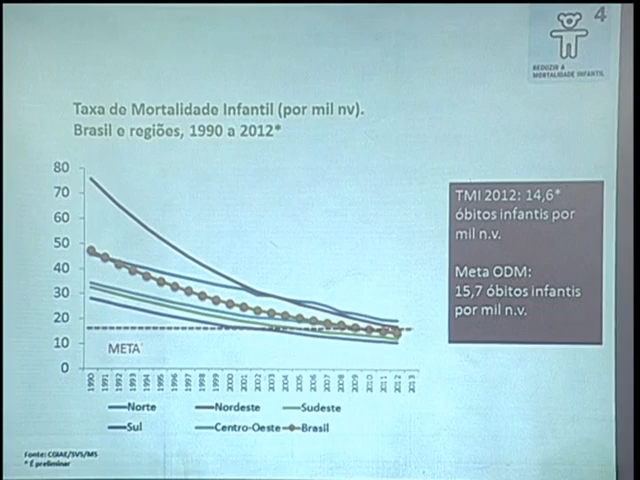 4
REDUZIR A
MORTALIDADE INFANTIL
Taxa de Mortalidade Infantil (por mil nv).
Brasil e regiões, 1990 a 2012*
80
70
60
50
40
30
20
10
0
META
1990 1991 1992 1993 1994 1995 1996 1997 1998 1999 2000 2001 2002 2003 2004 2005 2006 2007 2008 2009 2010 2011 2012 2013
Norte Nordeste Sudeste
Sul Centro-Oeste Brasil
TMI 2012: 14,6*
óbitos infantis por
mil n.v.
Meta ODM:
15,7 óbitos infantis
por mil n.v.
Fonte: CGIAE/SVS/MS
* É preliminar